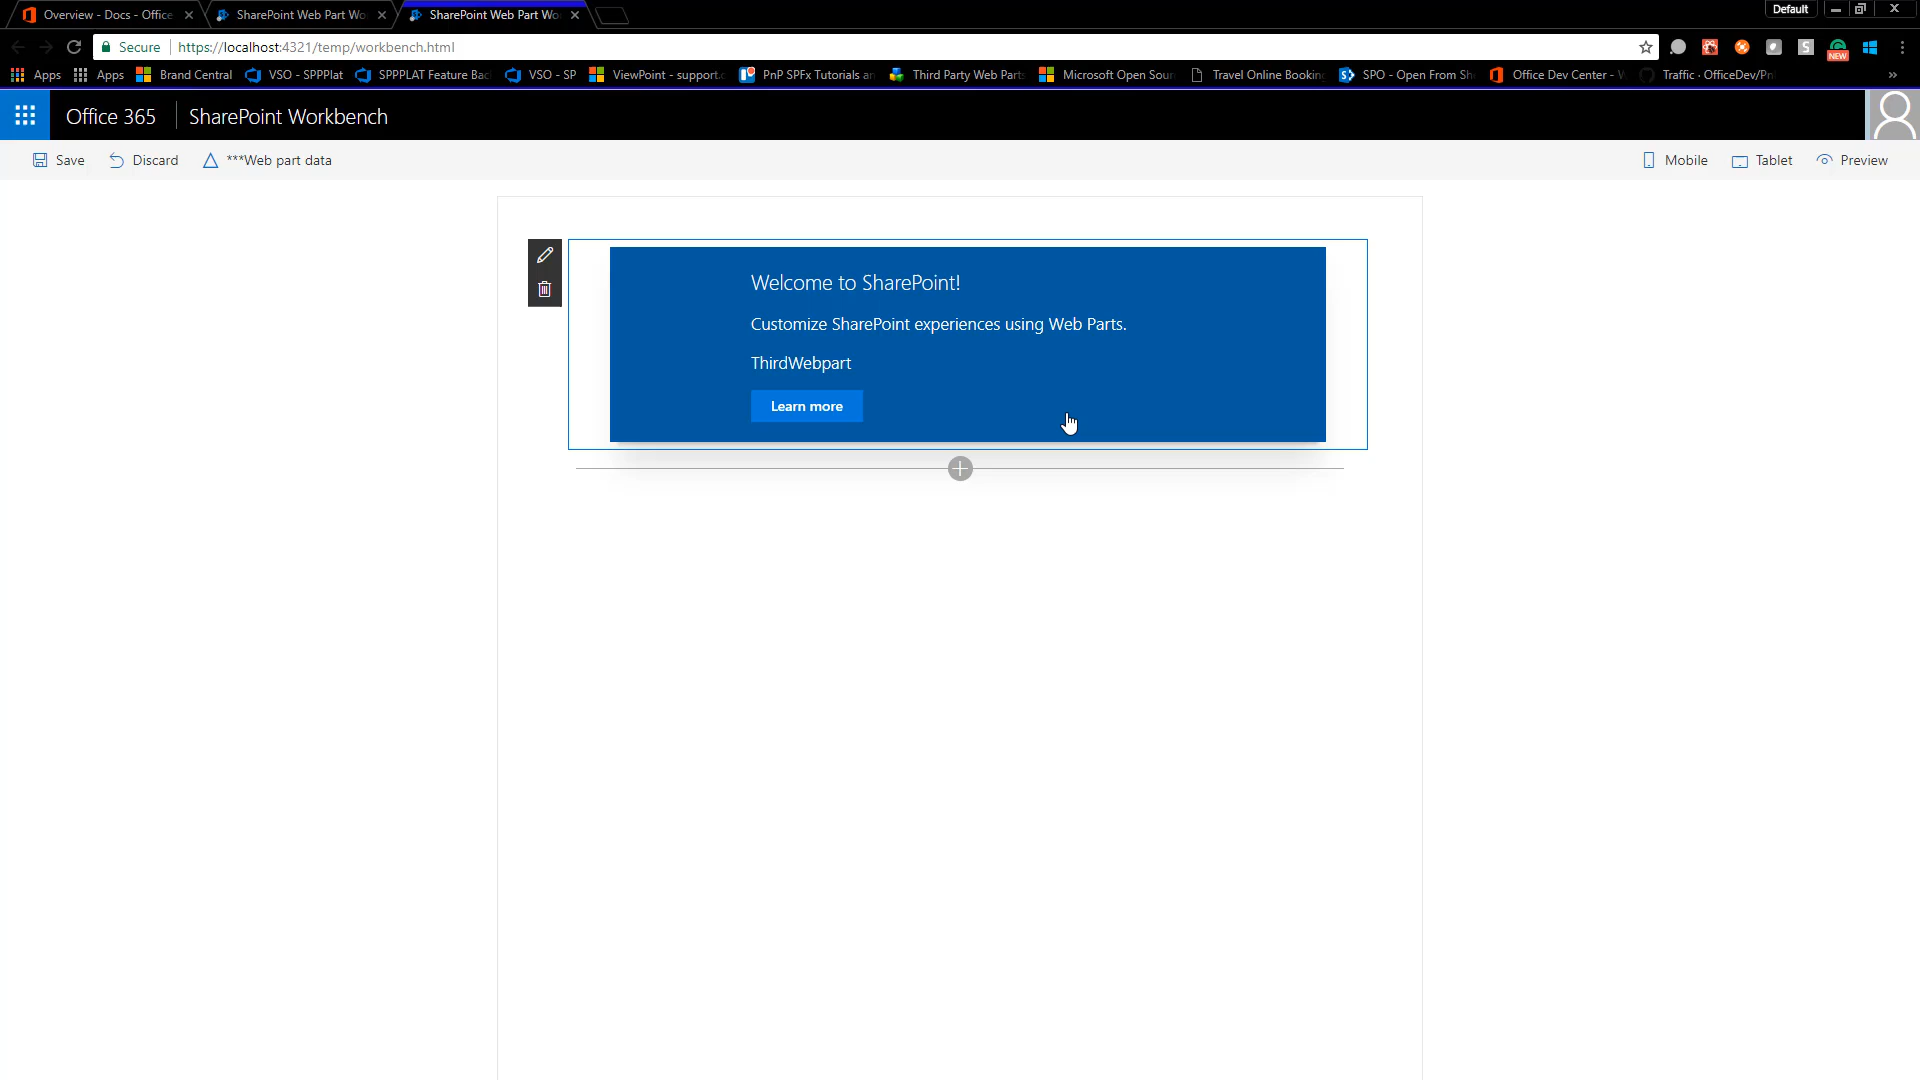 Overview - Docs - Office
SharePoint Web Part Wo
SharePoint Web Part Wo
Default
Secure
https://localhost:4321/temp/workbench.html
NEW
Apps
Apps
Brand Central
VSO - SPPPlat
SPPPLAT Feature Bac
VSO - SP
ViewPoint - support.
PnP SPFx Tutorials an
Third Party Web Parts
Microsoft Open Sour
Travel Online Booking
SPO - Open From Sh
Office Dev Center -
Traffic · OfficeDev/Pn
»
Office 365
SharePoint Workbench
Save
Discard
***Web part data
Mobile
Tablet
Preview
Welcome to SharePoint!
Customize SharePoint experiences using Web Parts.
ThirdWebpart
Learn more